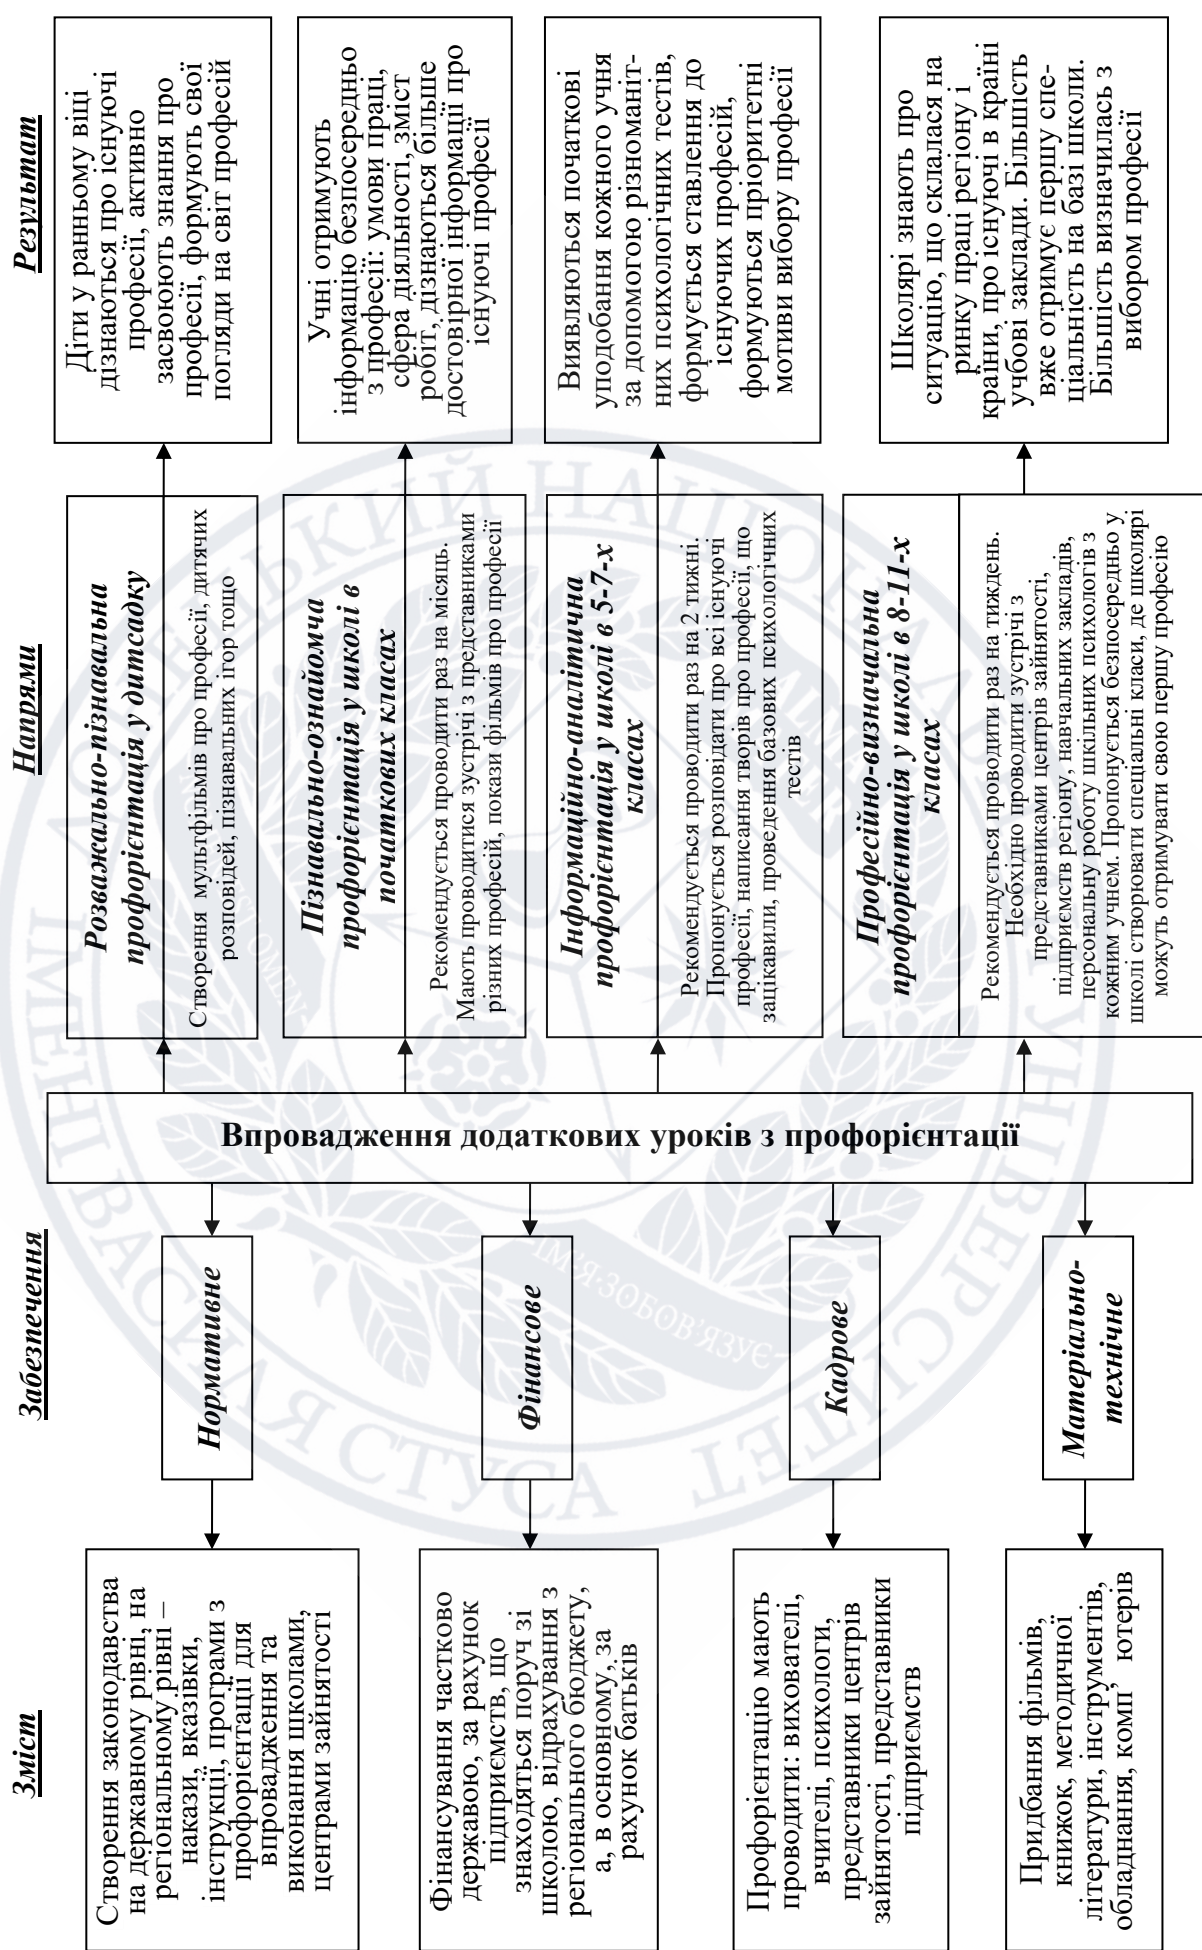 Зміст
Забезпечення
Напрями
Результат
Створення законодавства
на державному рівні, на
регіональному рівні –
накази, вказівки,
інструкції, програми з
профорієнтації для
впровадження та
виконання школами,
центрами зайнятості
Нормативне
Фінансування частково
державою, за рахунок
підприємств, що
знаходяться поруч зі
школою, відрахування з
регіонального бюджету,
а, в основному, за
рахунок батьків
Фінансове
Профорієнтацію мають
проводити: вихователі,
вчителі, психологи,
представники центрів
зайнятості, представники
підприємств
Кадрове
Придбання фільмів,
книжок, методичної
літератури, інструментів,
обладнання, комп’ ютерів
Матеріально-
технічне
Впровадження додаткових уроків з профорієнтації
Розважально-пізнавальна
профорієнтація у дитсадку
Створення мультфільмів про професії, дитячих
розповідей, пізнавальних ігор тощо
Діти у ранньому віці
дізнаються про існуючі
професії, активно
засвоюють знання про
професії, формують свої
погляди на світ професій
Пізнавально-ознайомча
профорієнтація у школі в
початкових класах
Рекомендується проводити раз на місяць.
Мають проводитися зустрічі з представниками
різних професій, покази фільмів про професії
Учні отримують
інформацію безпосередньо
з професії: умови праці,
сфера діяльності, зміст
робіт, дізнаються більше
достовірної інформації про
існуючі професії
Інформаційно-аналітична
профорієнтація у школі в 5-7-х
класах
Рекомендується проводити раз на 2 тижні.
Пропонується розповідати про всі існуючі
професії, написання творів про професії, що
зацікавили, проведення базових психологічних
тестів
Виявляються початкові
уподобання кожного учня
за допомогою різноманіт-
них психологічних тестів,
формується ставлення до
існуючих професій,
формуються пріоритетні
мотиви вибору професії
Професійно-визначальна
профорієнтація у школі в 8-11-х
класах
Рекомендується проводити раз на тиждень.
Необхідно проводити зустрічі з
представниками центрів зайнятості,
підприємств регіону, навчальних закладів,
персональну роботу шкільних психологів з
кожним учнем. Пропонується безпосередньо у
школі створювати спеціальні класи, де школярі
можуть отримувати свою першу професію
Школярі знають про
ситуацію, що склалася на
ринку праці регіону і
країни, про існуючі в країні
учбові заклади. Більшість
вже отримує першу спе-
ціальність на базі школи.
Більшість визначилась з
вибором професії
ДОНЕЦЬКИЙ НАЦІОНАЛЬНИЙ УНІВЕРСИТЕТ
ІМЕНІ ВАСИЛЯ СТУСА
ІМ'Я·ЗОБОВ'ЯЗУЄ